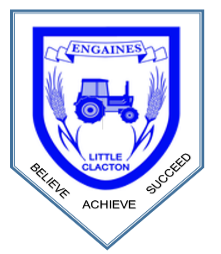 ENGAINES
LITTLE
CLACTON
BELIEVE
ACHIEVE
SUCCEED